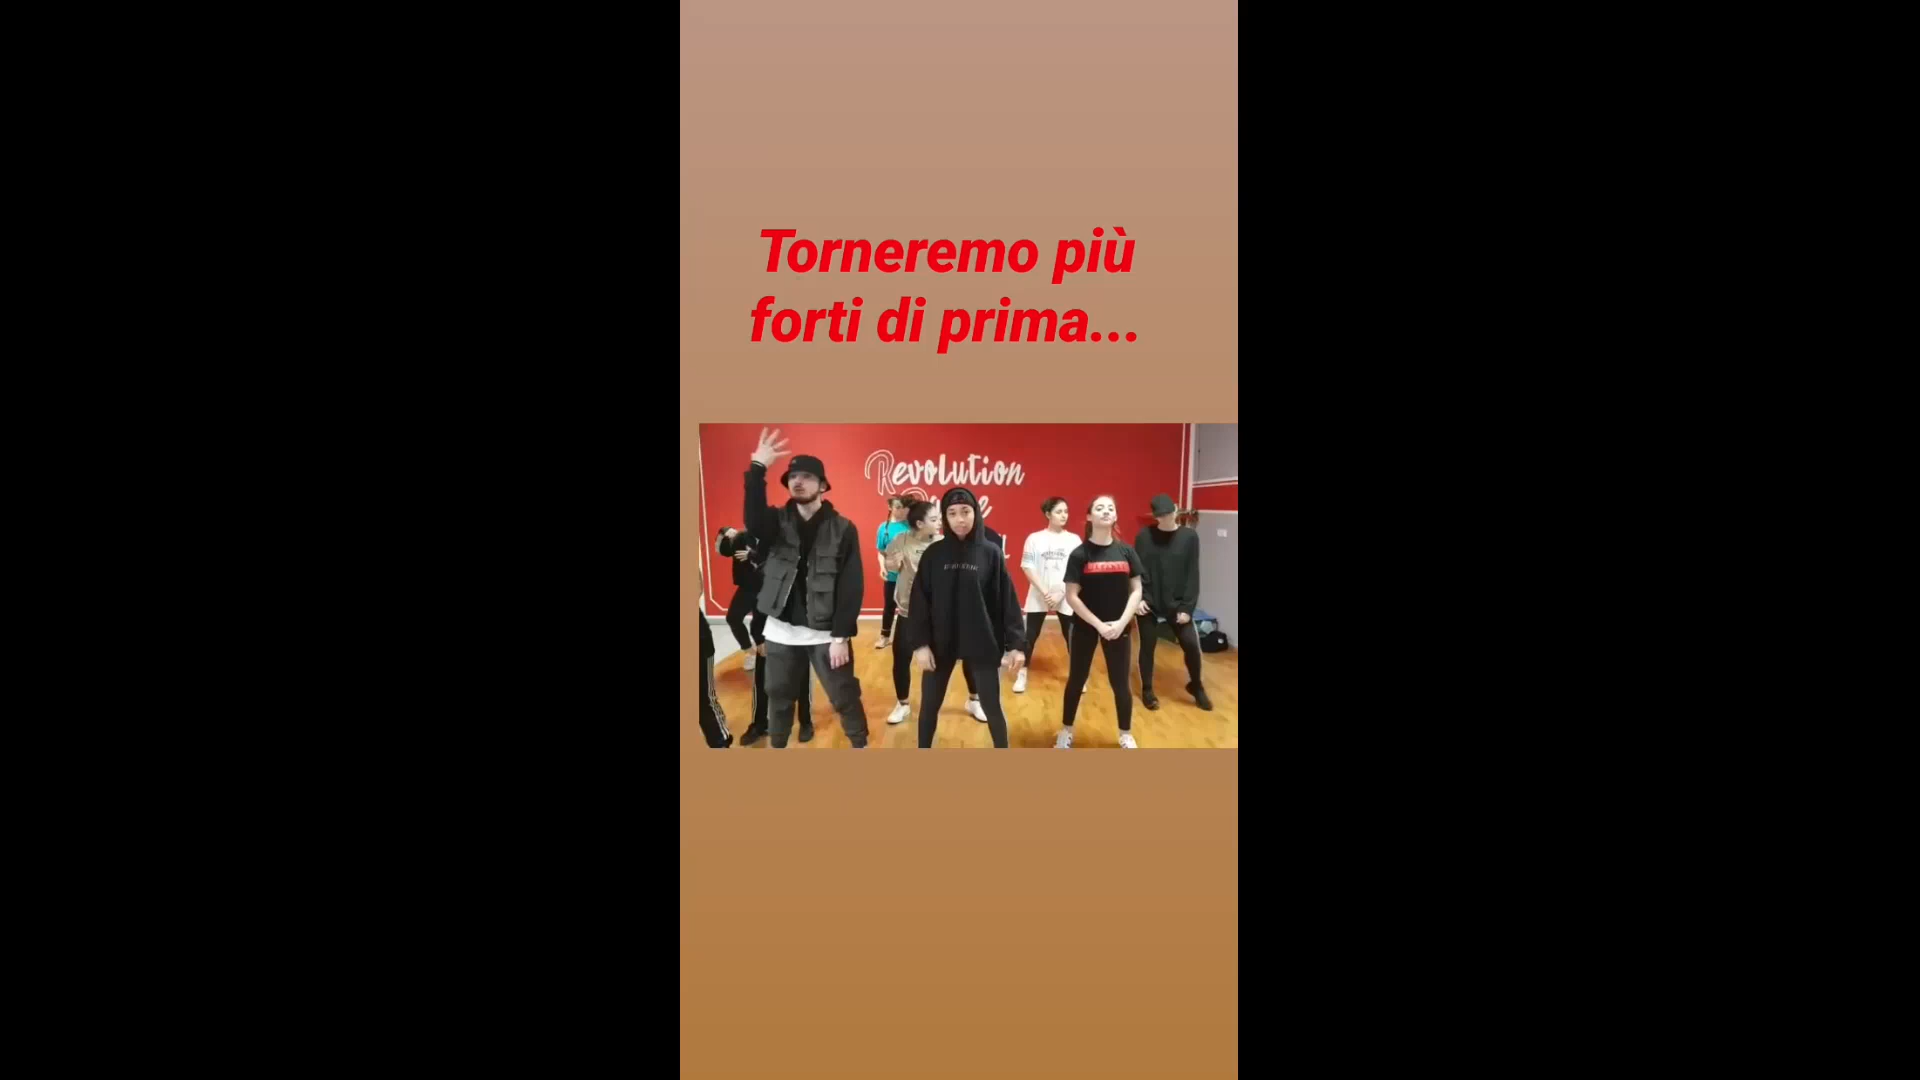 Torneremo più
forti di prima...
Revolution